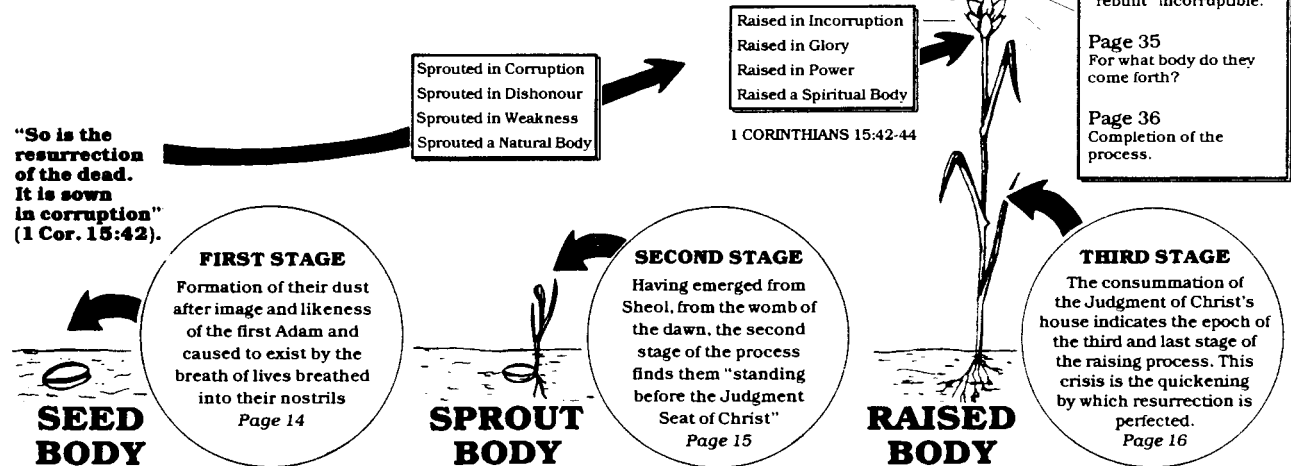 "rebuilt" incorruptible.
Page 35
For what body do they
come forth?
Page 36
Completion of the
process.
Raised in Incorruption
Raised in Glory
Raised in Power
Raised a Spiritual Body
1 CORINTHIANS 15:42-44
Sprouted in Corruption
Sprouted in Dishonour
Sprouted in Weakness
Sprouted a Natural Body
"So is the
resurrection
of the dead.
It is sown
in corruption"
(1 Cor. 15:42).
FIRST STAGE
Formation of their dust
after image and likeness
of the first Adam and
caused to exist by the
breath of lives breathed
into their nostrils
Page 14
SEED
BODY
SECOND STAGE
Having emerged from
Sheol, from the womb of
the dawn, the second
stage of the process
finds them "standing
before the Judgment
Seat of Christ"
Page 15
SPROUT
BODY
THIRD STAGE
The consummation of
the Judgment of Christ's
house indicates the epoch of
the third and last stage of
the raising process. This
crisis is the quickening
by which resurrection is
perfected.
Page 16
RAISED
BODY